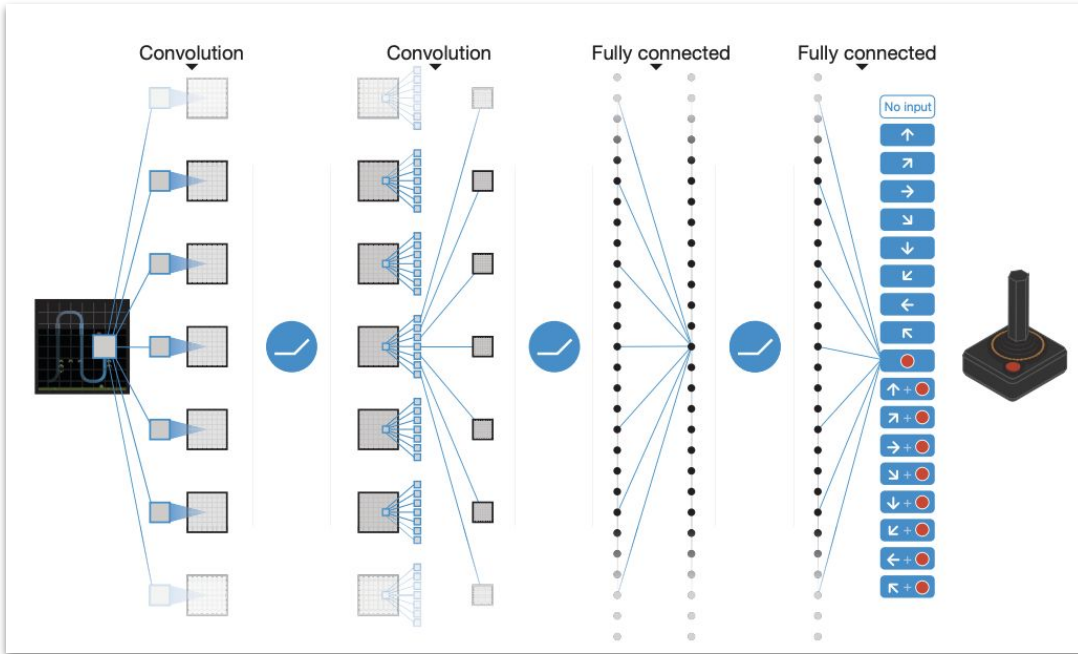 Convolution
Convolution
Fully connected
Fully connected
No input
+
+
+
+
+
+
+
+